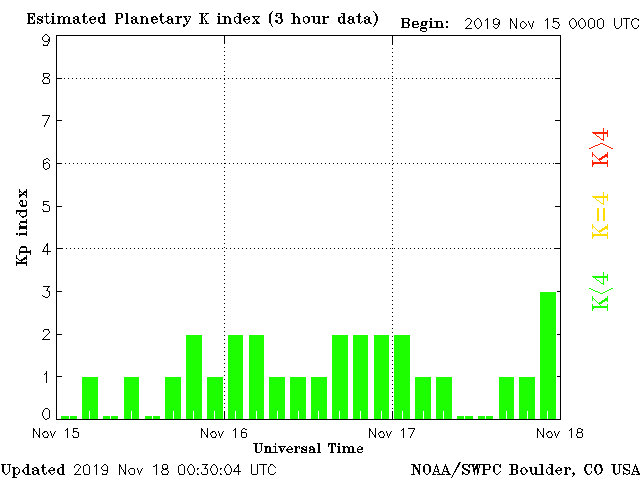 Estimated Planetary K index (3 hour data) Begin: 2019 Nov 15 0000 UTC
9
8
7
6
5
4
3
2
1
0
Kp index
K>4
K=4
K<4
Nov 15 Nov 16 Nov 17 Nov 18
Universal Time
Updated 2019 Nov 18 00:30:04 UTC NOAA/SWPC Boulder, CO USA